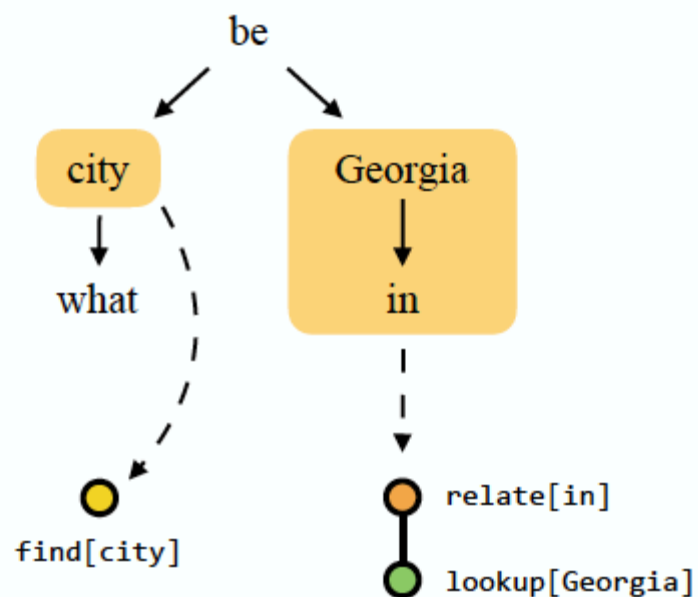 be
city
Georgia
what
in
relate[in]
find[city]
lookup[Georgia]